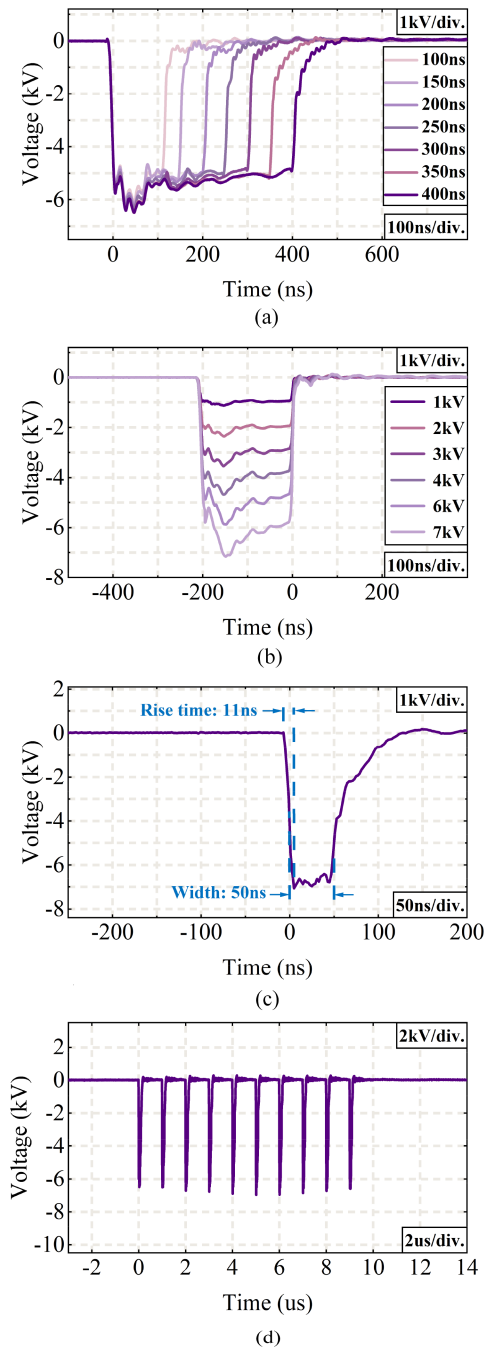 1kV/div.
0
-2
-4
-6
Voltage (kV)
100ns
150ns
200ns
250ns
300ns
350ns
400ns
100ns/div.
0 200 400 600
Time (ns)
(a)
1kV/div.
0
-2
-4
-6
-8
Voltage (kV)
1kV
2kV
3kV
4kV
6kV
7kV
100ns/div.
-400 -200 0 200
Time (ns)
(b)
1kV/div.
2
0
-2
-4
-6
-8
Voltage (kV)
Rise time: 11ns
Width: 50ns
50ns/div.
-200 -100 0 100 200
Time (ns)
(c)
2kV/div.
2
0
-2
-4
-6
-8
-10
Voltage (kV)
2us/div.
-2 0 2 4 6 8 10 12 14
Time (us)
(d)